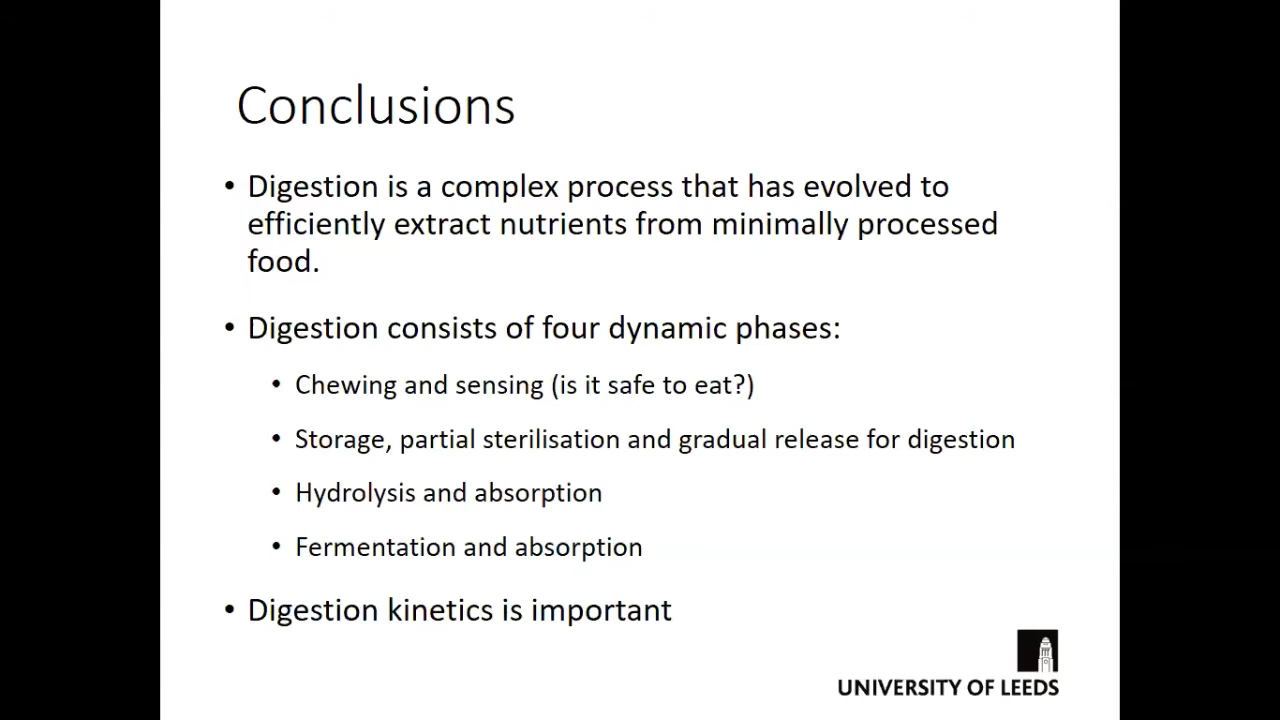 Conclusions
• Digestion is a complex process that has evolved to
efficiently extract nutrients from minimally processed
food.
• Digestion consists of four dynamic phases:
• Chewing and sensing (is it safe to eat?)
• Storage, partial sterilisation and gradual release for digestion
• Hydrolysis and absorption
• Fermentation and absorption
• Digestion kinetics is important
UNIVERSITY OF LEEDS